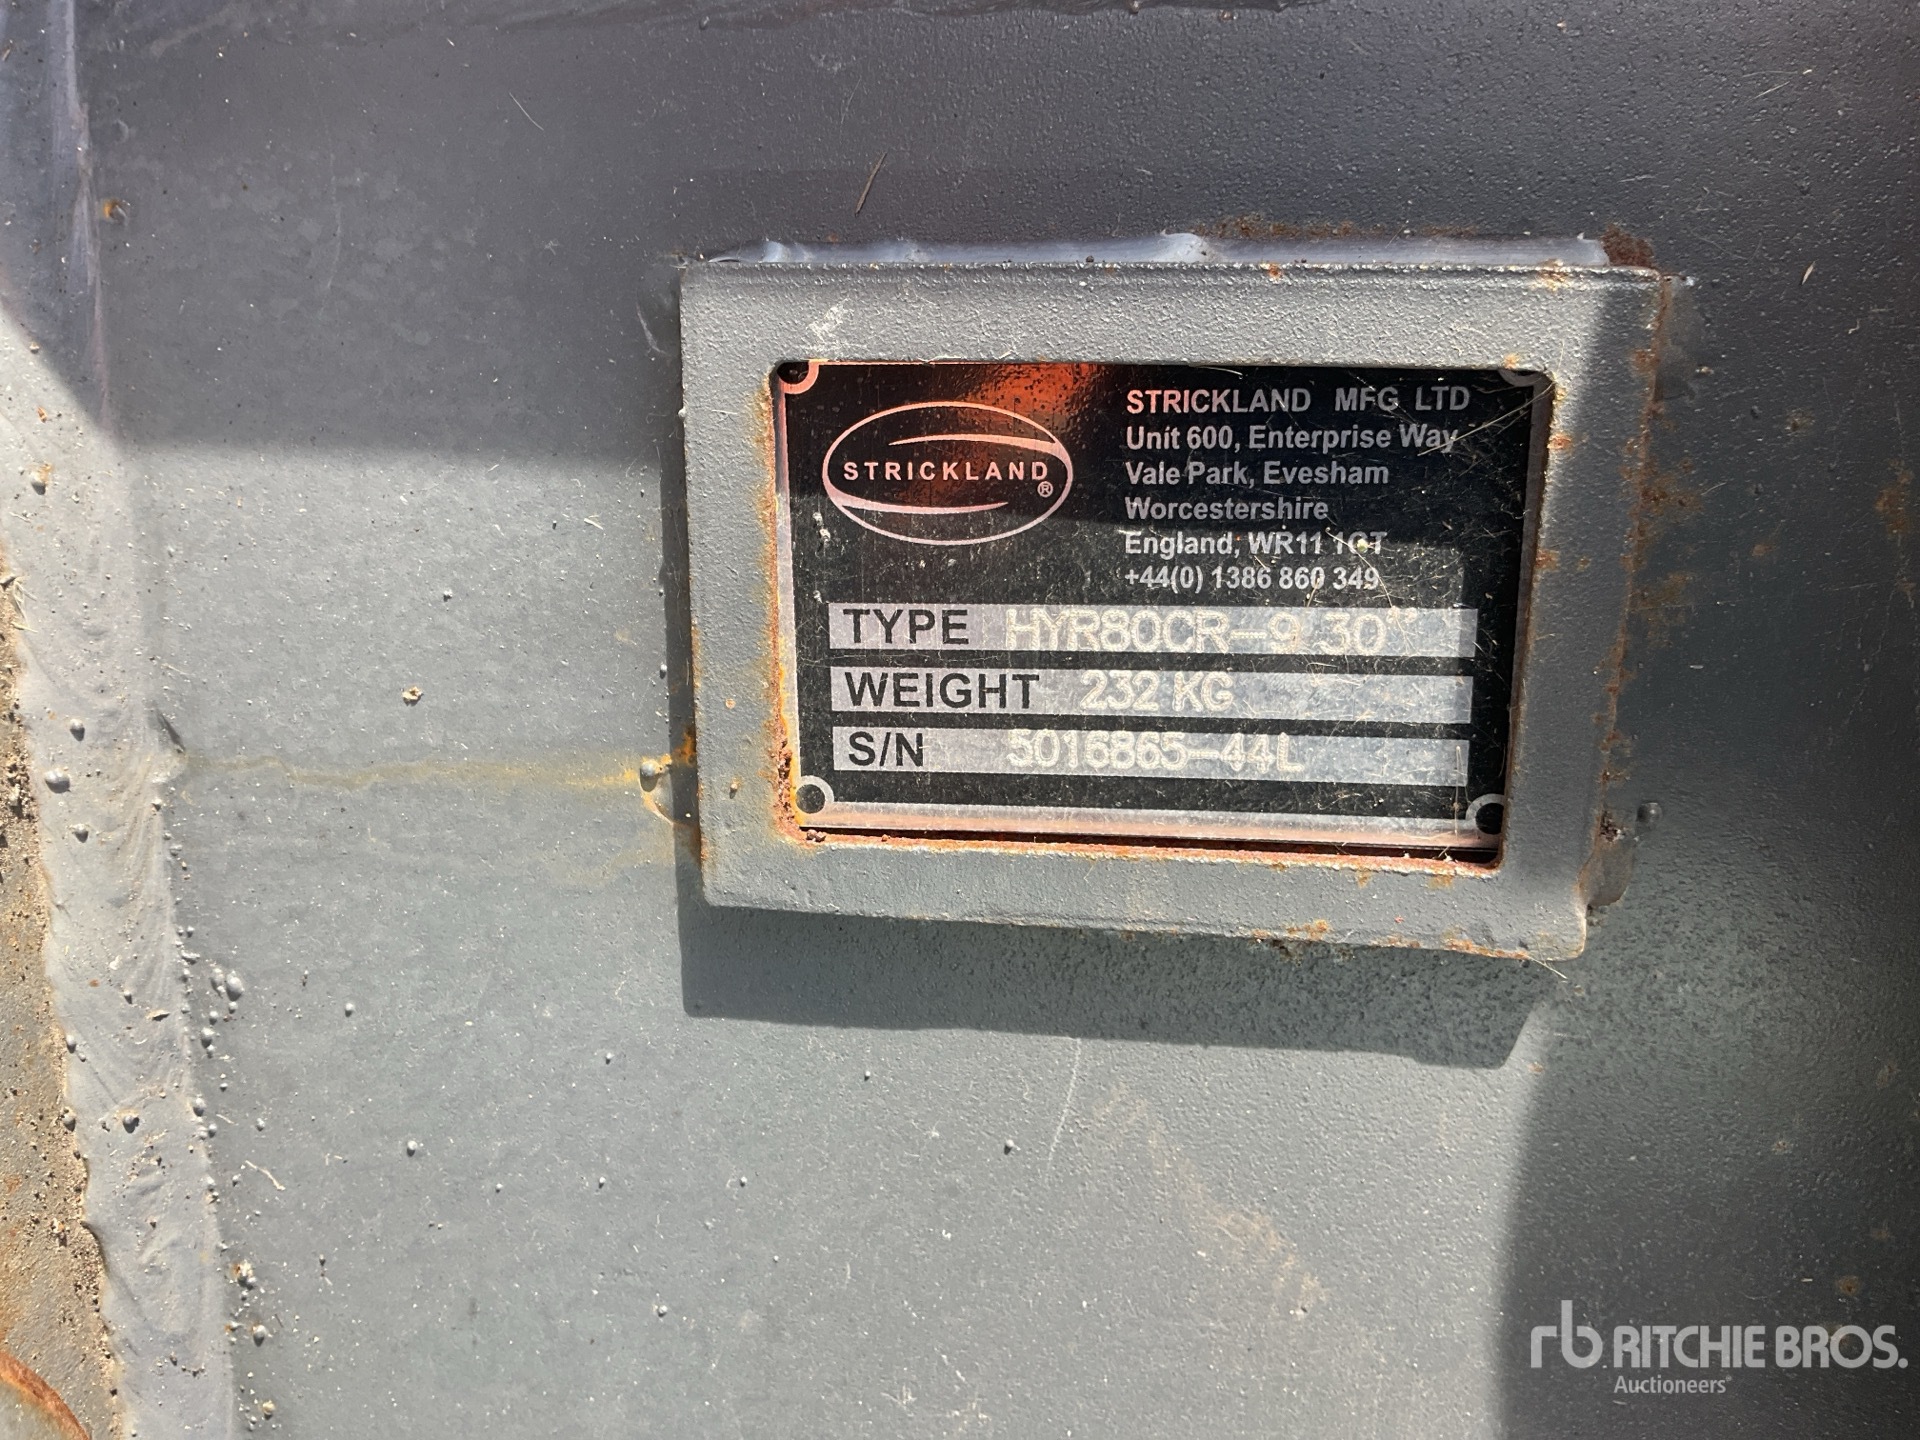 STRICKLAND®
STRICKLAND MFG LTD
Unit 600, Enterprise Way
Vale Park, Evesham
Worcestershire
England, WR11 1GT
+44(0) 1386 860 349
TYPE HYR80CR-9 30"
WEIGHT 232 KG
S/N 5016865-44L
rb RITCHIE BROS.
Auctioneers